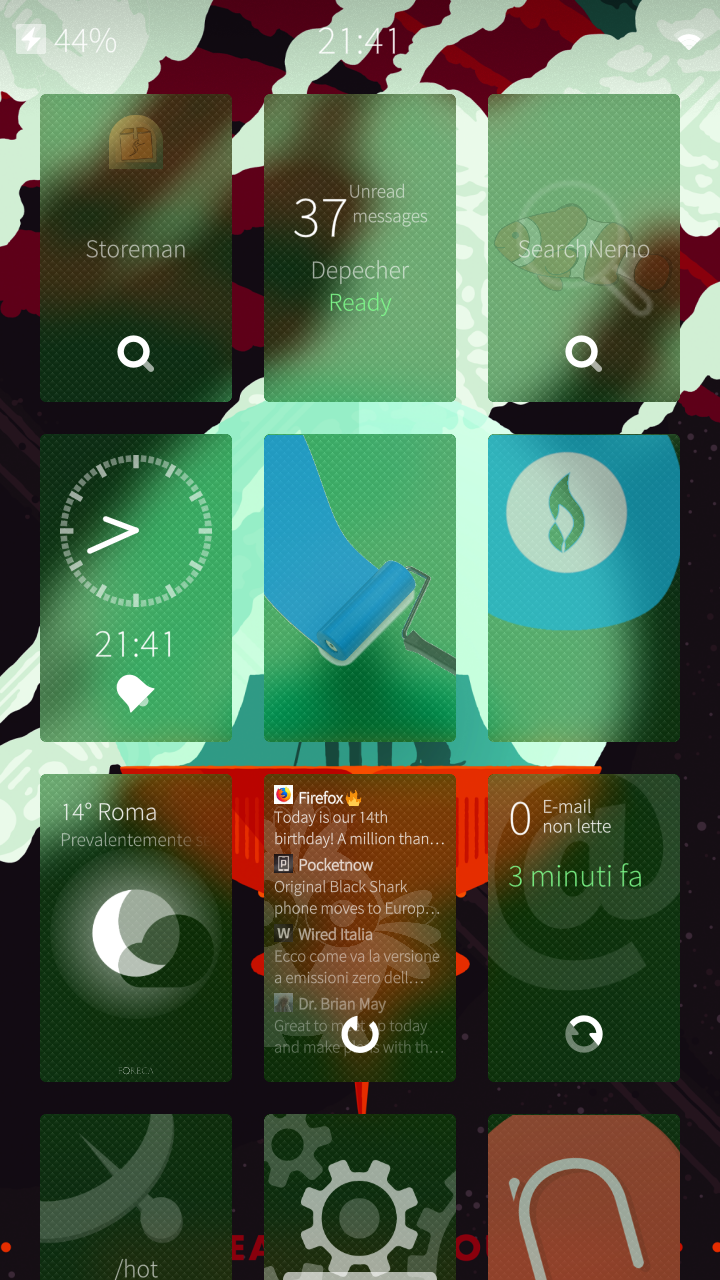 44%
21:41
Storeman
37 Unread
messages
Depecher
Ready
SearchNemo
21:41
14° Roma
Prevalentemente
FORECA
Firefox🔥
Today is our 14th
birthday! A million than…
Pocketnow
Original Black Shark
phone moves to Europ…
W Wired Italia
Ecco come va la versione
a emissioni zero dell…
Dr. Brian May
Great to meet up today
and make plans with th…
0 E-mail
non lette
3 minuti fa
@
/hot